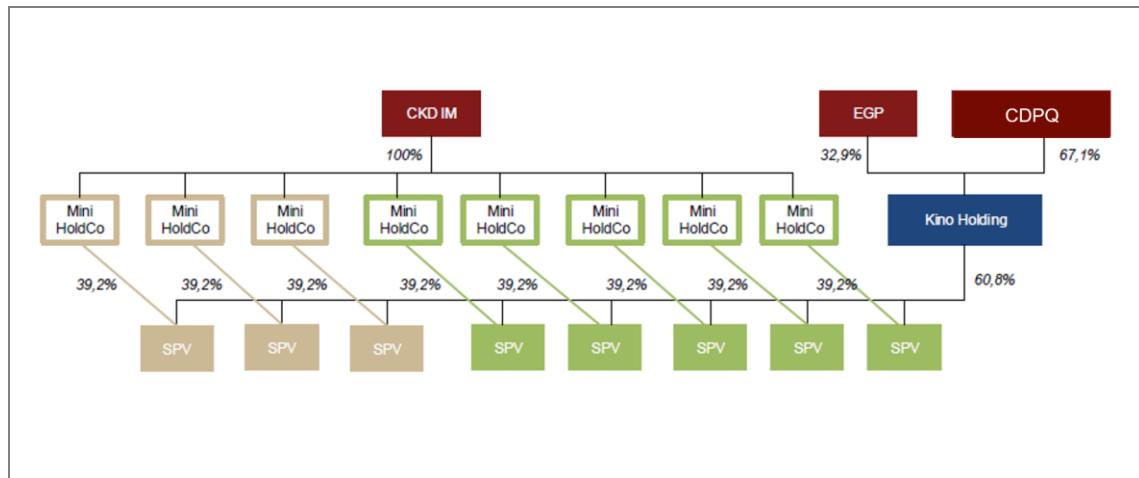 CKD IM
EGP
CDPQ
100%
32,9%
67,1%
Mini
HoldCo
Mini
HoldCo
Mini
HoldCo
Mini
HoldCo
Mini
HoldCo
Mini
HoldCo
Mini
HoldCo
Mini
HoldCo
Kino Holding
39,2%
39,2%
39,2%
39,2%
39,2%
39,2%
39,2%
39,2%
60,8%
SPV
SPV
SPV
SPV
SPV
SPV
SPV
SPV